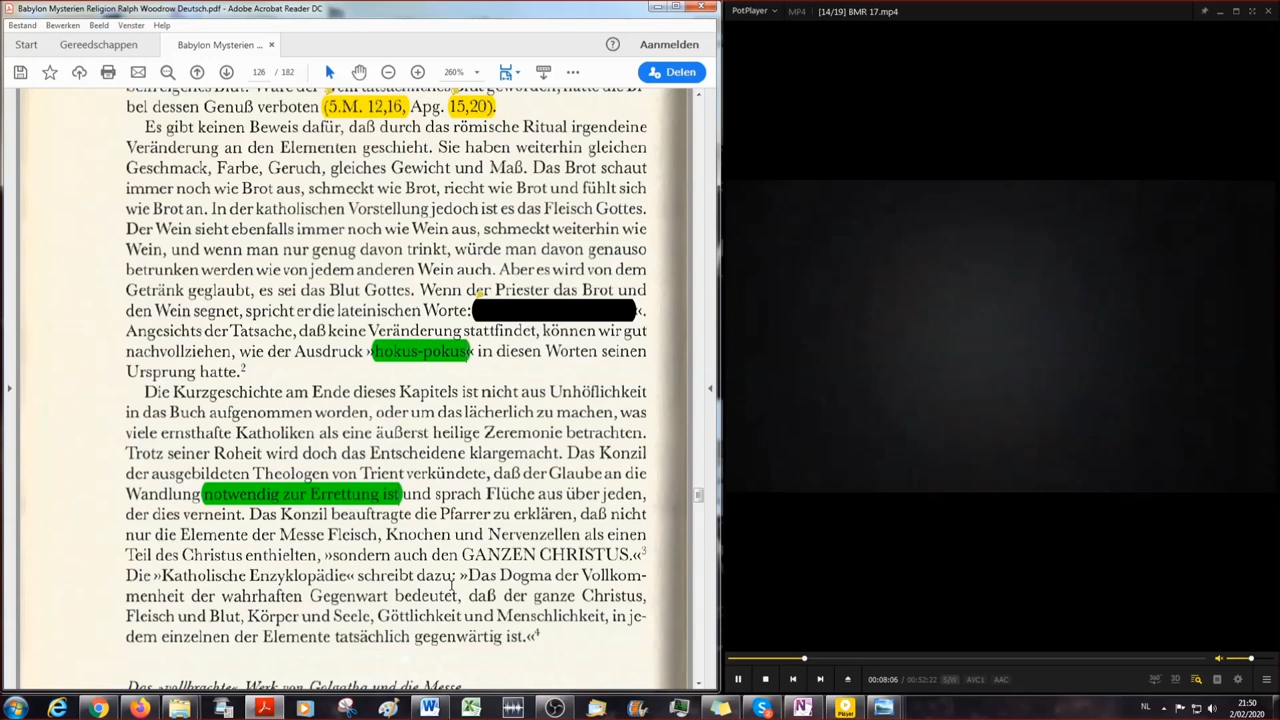 Babylon Mysterien Religion Ralph Woodrow Deutsch.pdf - Adobe Acrobat Reader DC
PotPlayer
MP4
[14/19] BMR 17.mp4
Bestand Bewerken Beeld Venster Help
Start Gereedschappen Babylon Mysterien ... × Aanmelden
126 / 182 260% Delen
bel dessen Genuß verboten (5.M. 12,16, Apg. 15,20).
Es gibt keinen Beweis dafür, daß durch das römische Ritual irgendeine
Veränderung an den Elementen geschieht. Sie haben weiterhin gleichen
Geschmack, Farbe, Geruch, gleiches Gewicht und Maß. Das Brot schaut
immer noch wie Brot aus, schmeckt wie Brot, riecht wie Brot und fühlt sich
wie Brot an. In der katholischen Vorstellung jedoch ist es das Fleisch Gottes.
Der Wein sieht ebenfalls immer noch wie Wein aus, schmeckt weiterhin wie
Wein, und wenn man nur genug davon trinkt, würde man davon genauso
betrunken werden wie von jedem anderen Wein auch. Aber es wird von dem
Getränk geglaubt, es sei das Blut Gottes. Wenn der Priester das Brot und
den Wein segnet, spricht er die lateinischen Worte: «.
Angesichts der Tatsache, daß keine Veränderung stattfindet, können wir gut
nachvollziehen, wie der Ausdruck »hokus-pokus« in diesen Worten seinen
Ursprung hatte.²
Die Kurzgeschichte am Ende dieses Kapitels ist nicht aus Unhöflichkeit
in das Buch aufgenommen worden, oder um das lächerlich zu machen, was
viele ernsthafte Katholiken als eine äußerst heilige Zeremonie betrachten.
Trotz seiner Roheit wird doch das Entscheidene klargemacht. Das Konzil
der ausgebildeten Theologen von Trient verkündete, daß der Glaube an die
Wandlung notwendig zur Errettung ist und sprach Flüche aus über jeden,
der dies verneint. Das Konzil beauftragte die Pfarrer zu erklären, daß nicht
nur die Elemente der Messe Fleisch, Knochen und Nervenzellen als einen
Teil des Christus enthielten, »sondern auch den GANZEN CHRISTUS.«³
Die »Katholische Enzyklopädie« schreibt dazu: »Das Dogma der Vollkom-
menheit der wahrhaften Gegenwart bedeutet, daß der ganze Christus,
Fleisch und Blut, Körper und Seele, Göttlichkeit und Menschlichkeit, in je-
dem einzelnen der Elemente tatsächlich gegenwärtig ist.«⁴
Das »vollbrachte« Werk von Golgatha und die Messe
00:08:06 / 00:52:22 S/W AVC1 AAC
360° 3D
NL 21:50
2/02/2020